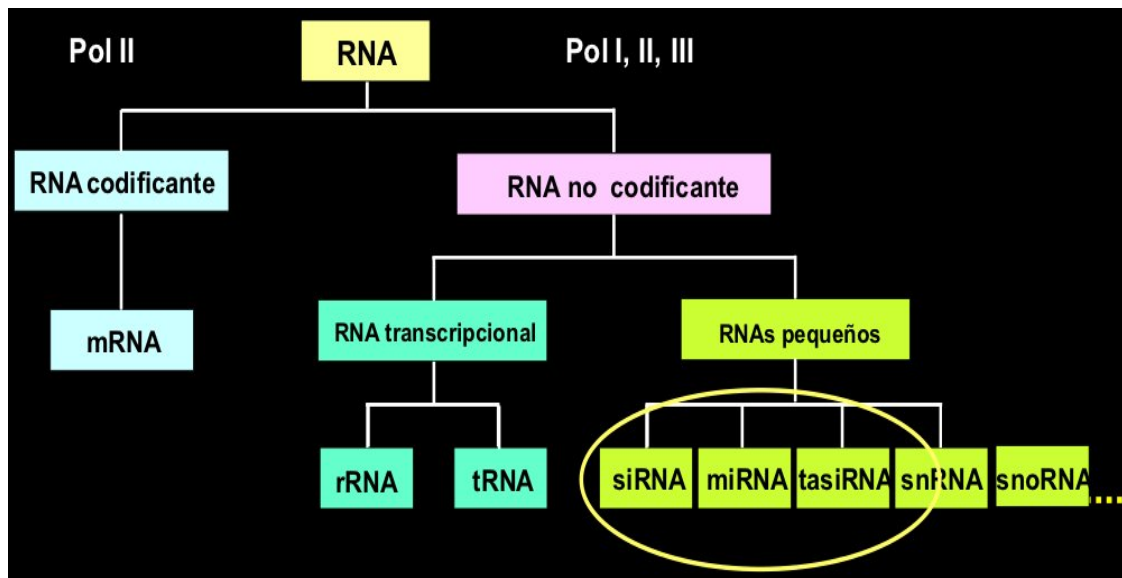 Pol II
RNA
Pol I, II, III
RNA codificante
RNA no codificante
mRNA
RNA transcripcional
RNAs pequeños
rRNA
tRNA
siRNA
miRNA
tasiRNA
snRNA
snoRNA